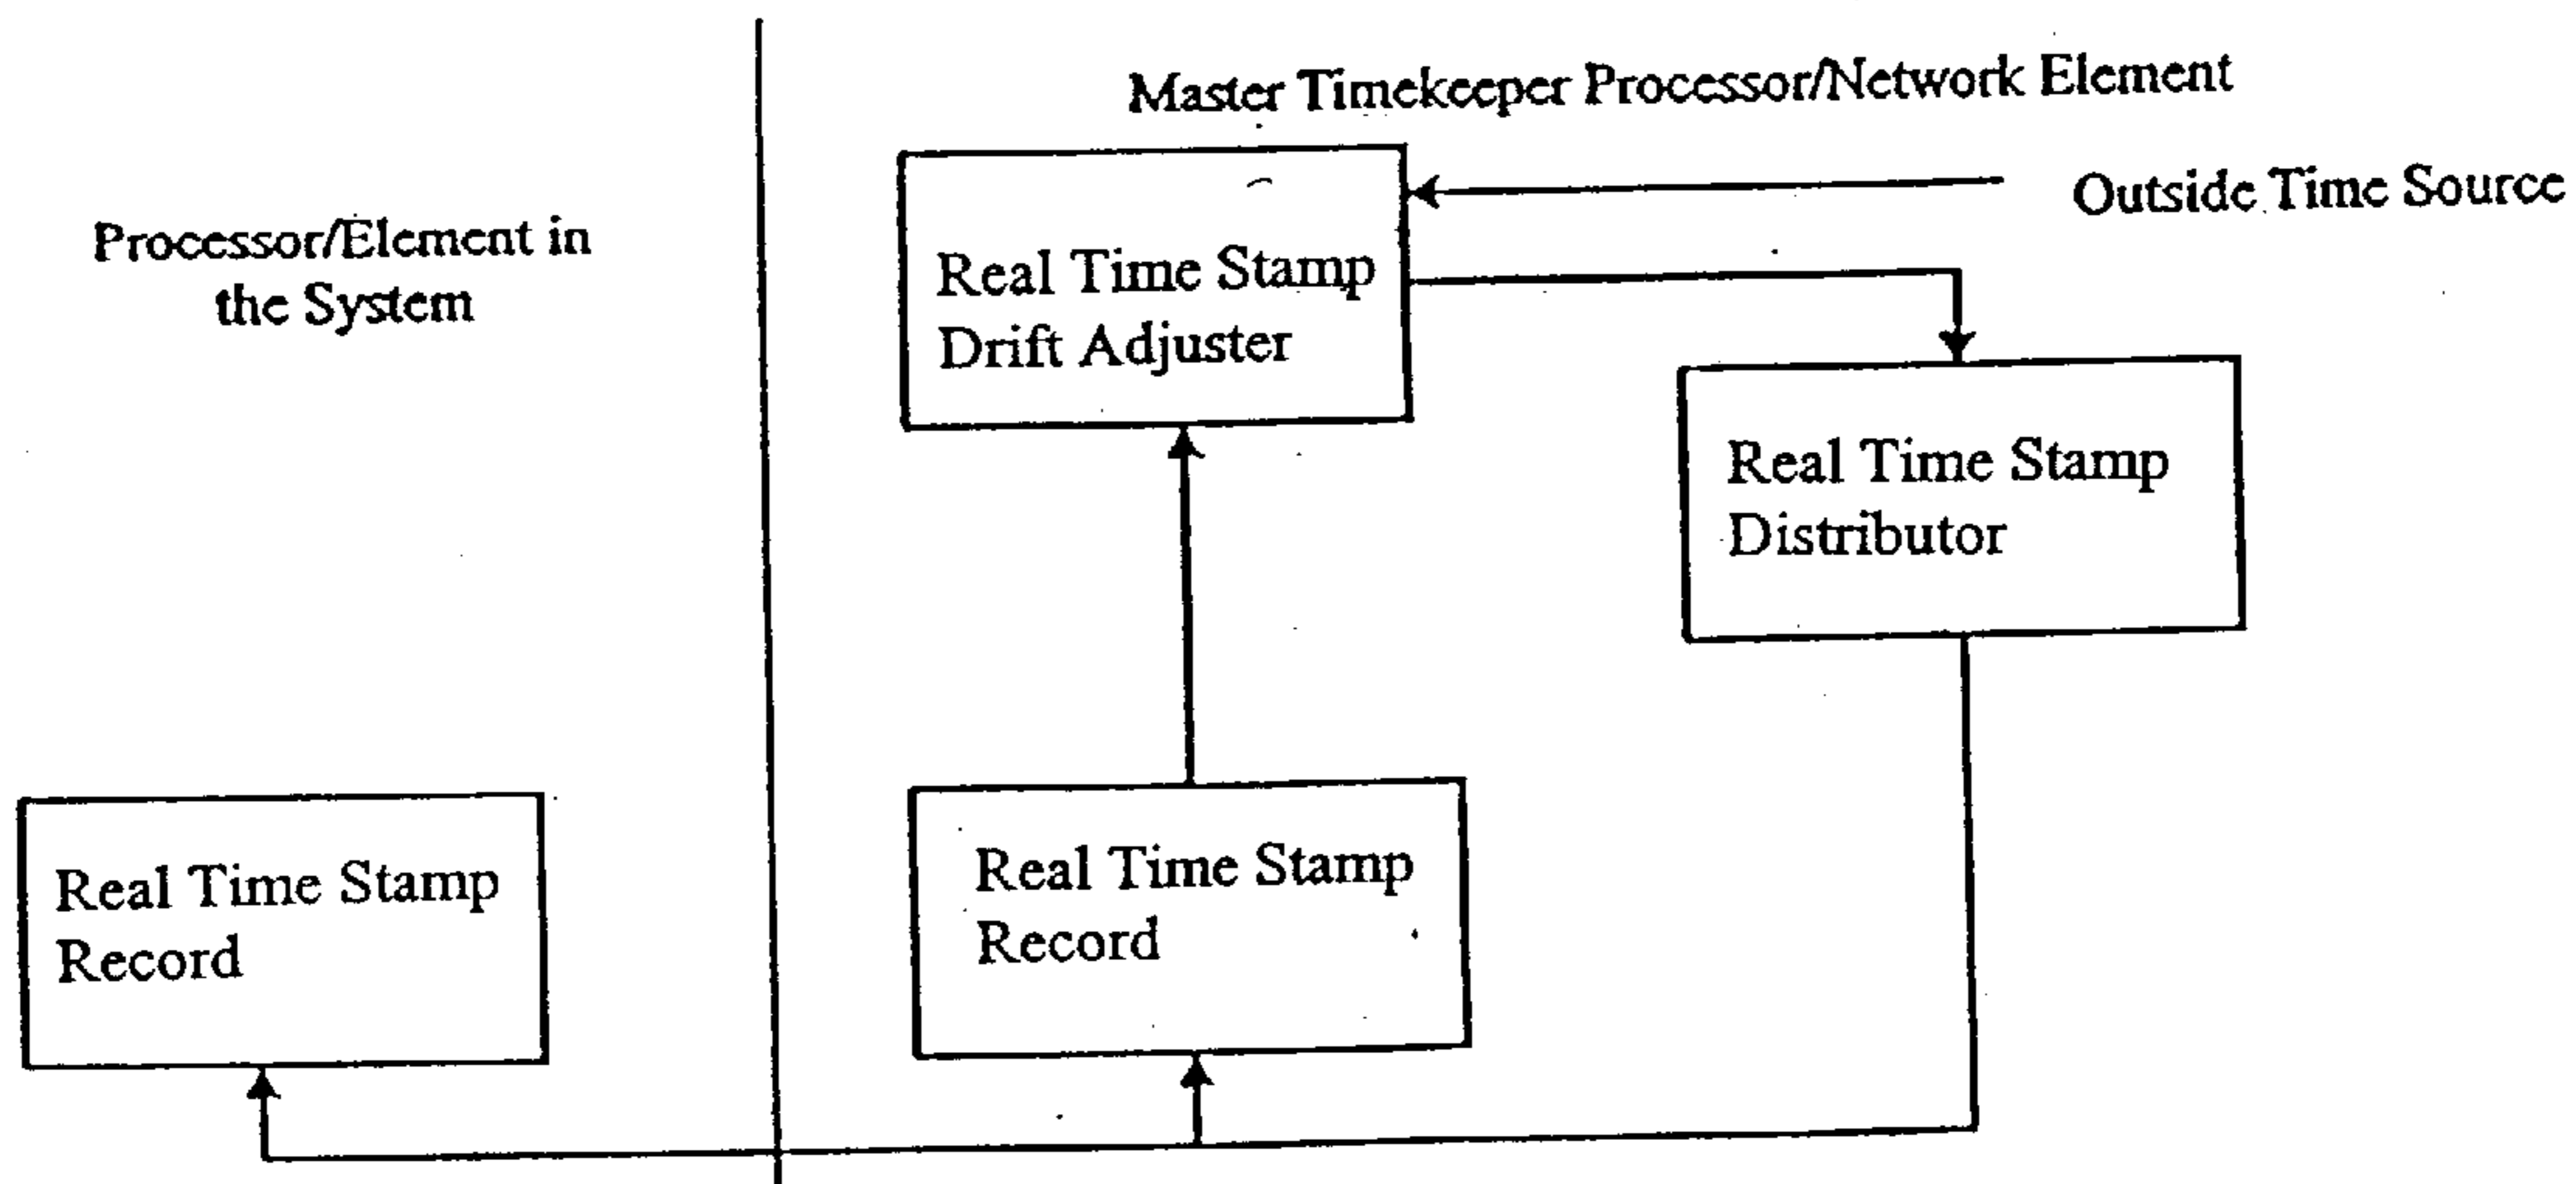 Master Timekeeper Processor/Network Element
Outside Time Source
Processor/Element in
the System
Real Time Stamp
Drift Adjuster
Real Time Stamp
Distributor
Real Time Stamp
Record
Real Time Stamp
Record